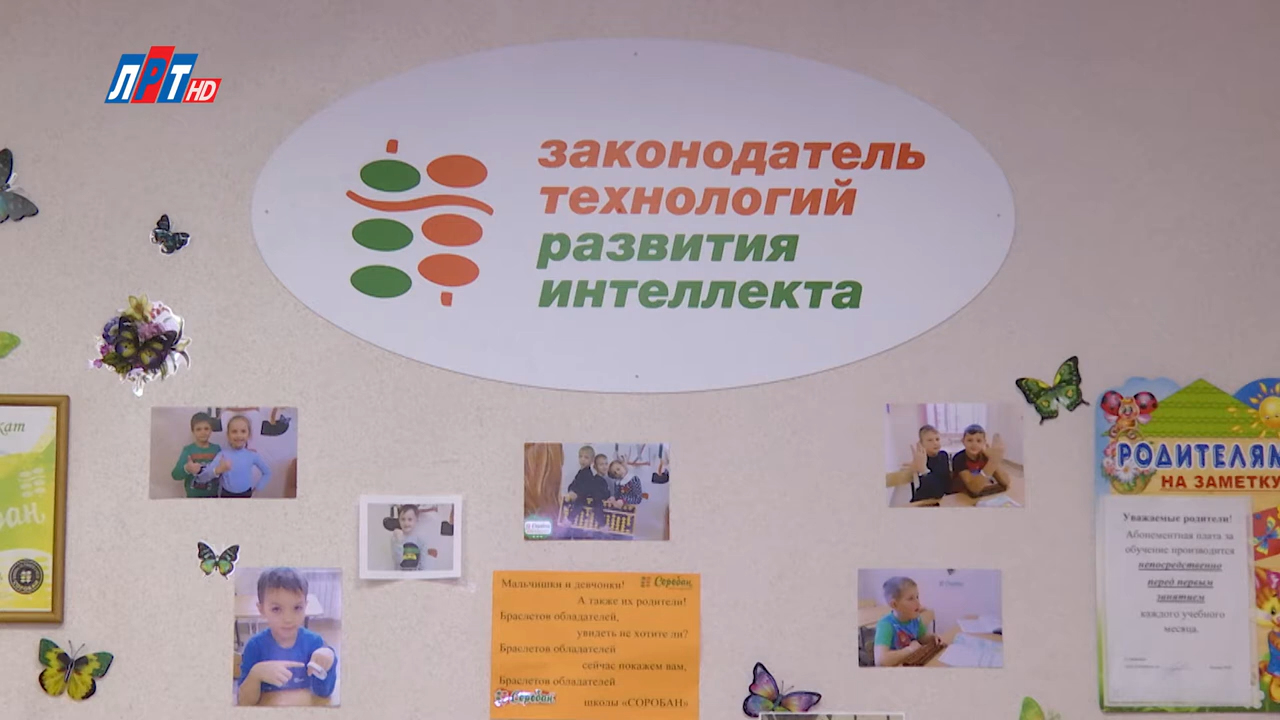 ЛРТ HD
законодатель
технологий
развития
интеллекта
РОДИТЕЛЯМ
НА ЗАМЕТКУ
Уважаемые родители!
Абонементная плата за
обучение производится
непосредственно
перед первым
занятием
каждого учебного
месяца.
Соробан
Мальчишки и девчонки!
А также их родители!
Браслетов обладателей,
увидеть не хотите ли?
Браслетов обладателей
сейчас покажем вам,
Браслетов обладателей
школы «СОРОБАН»
Соробан